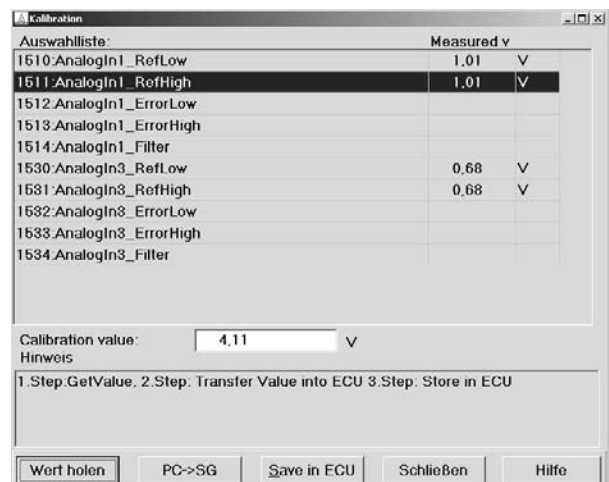 Kalibration
Auswahlliste: Measured v
1510:AnalogIn1_RefLow 1,01 V
1511:AnalogIn1_RefHigh 1,01 V
1512:AnalogIn1_ErrorLow
1513:AnalogIn1_ErrorHigh
1514:AnalogIn1_Filter
1530:AnalogIn3_RefLow 0,68 V
1531:AnalogIn3_RefHigh 0,68 V
1532:AnalogIn3_ErrorLow
1533:AnalogIn3_ErrorHigh
1534:AnalogIn3_Filter
Calibration value: 4,11 V
Hinweis
1.Step:GetValue, 2.Step: Transfer Value into ECU 3.Step: Store in ECU
Wert holen PC->SG Save in ECU Schließen Hilfe